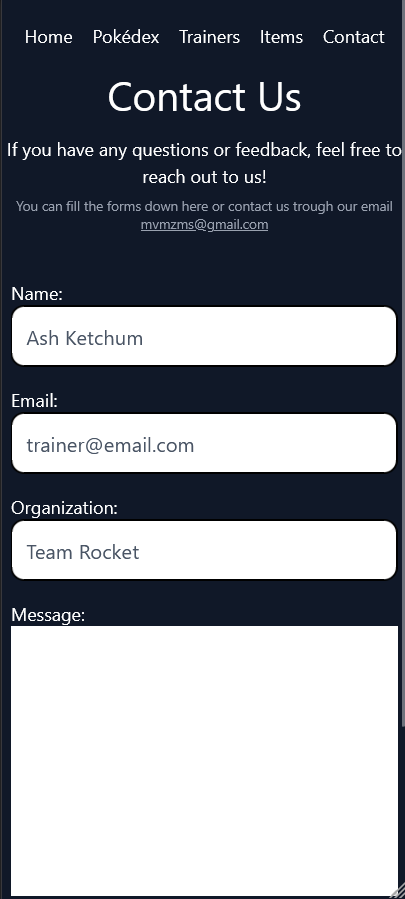 Home Pokédex Trainers Items Contact
Contact Us
If you have any questions or feedback, feel free to
reach out to us!
You can fill the forms down here or contact us trough our email
mvmzms@gmail.com
Name:
Ash Ketchum
Email:
trainer@email.com
Organization:
Team Rocket
Message: